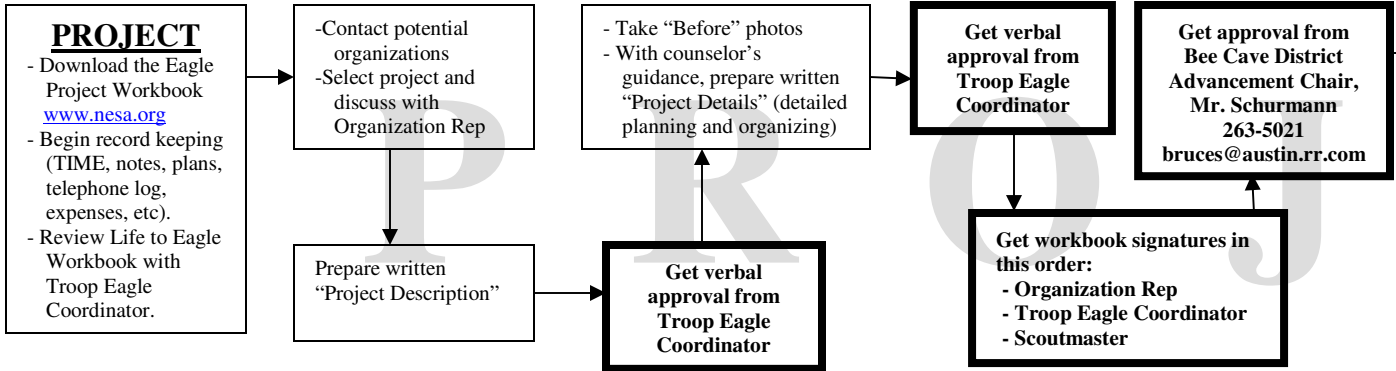 PROJECT
- Download the Eagle
Project Workbook
www.nesa.org
- Begin record keeping
(TIME, notes, plans,
telephone log,
expenses, etc).
- Review Life to Eagle
Workbook with
Troop Eagle
Coordinator.
-Contact potential
organizations
-Select project and
discuss with
Organization Rep
Prepare written
“Project Description”
Get verbal
approval from
Troop Eagle
Coordinator
- Take “Before” photos
- With counselor’s
guidance, prepare written
“Project Details” (detailed
planning and organizing)
Get verbal
approval from
Troop Eagle
Coordinator
Get workbook signatures in
this order:
- Organization Rep
- Troop Eagle Coordinator
- Scoutmaster
Get approval from
Bee Cave District
Advancement Chair,
Mr. Schurmann
263-5021
bruces@austin.rr.com
P R O J